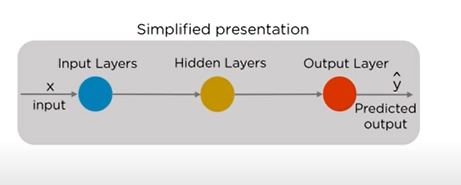 Simplified presentation
Input Layers
Hidden Layers
Output Layer
x
input
ŷ
Predicted
output